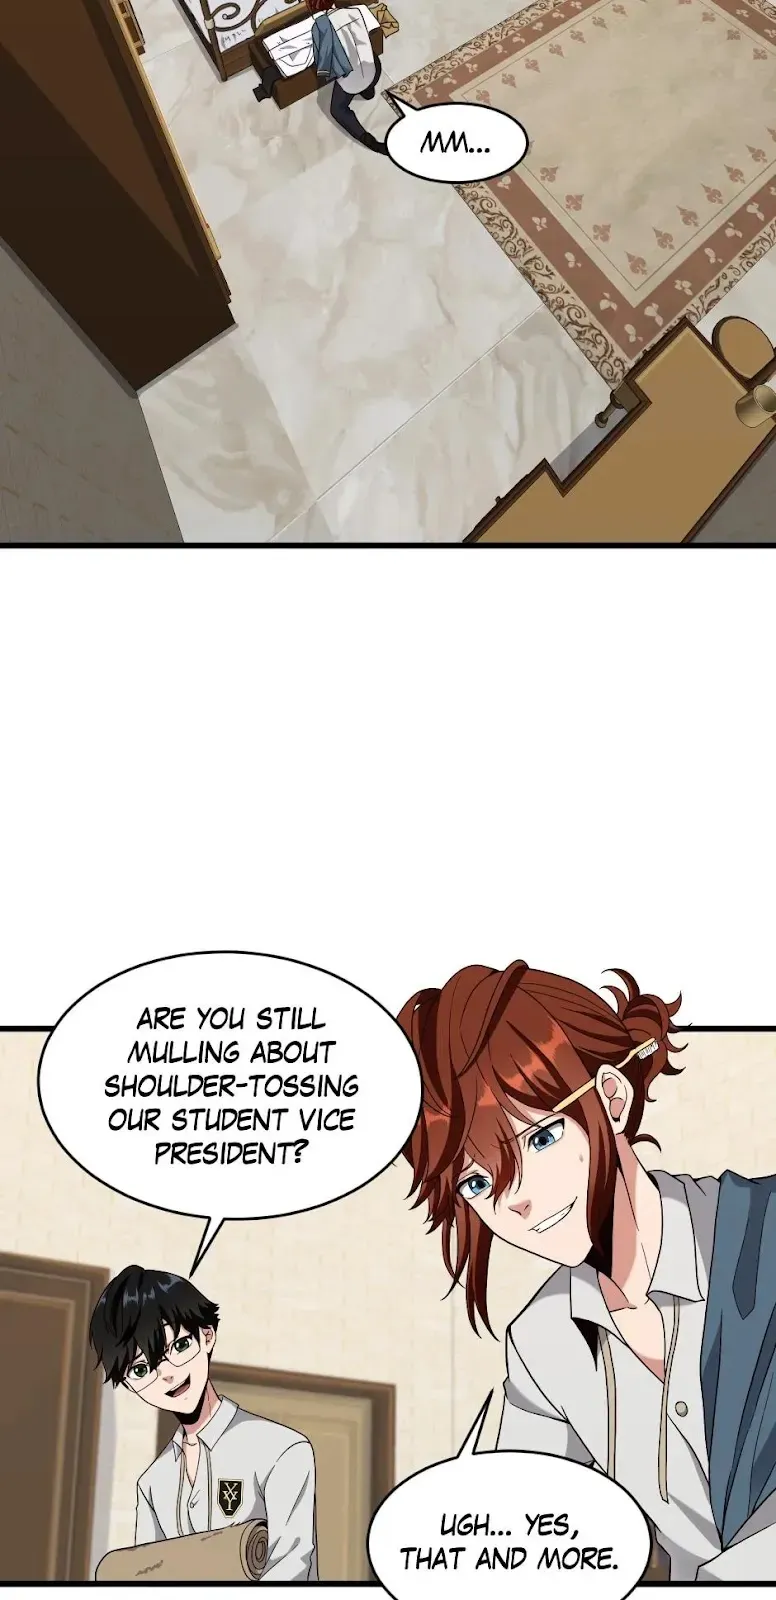 MM...
ARE YOU STILL
MULLING ABOUT
SHOULDER-TOSSING
OUR STUDENT VICE
PRESIDENT?
UGH... YES,
THAT AND MORE.